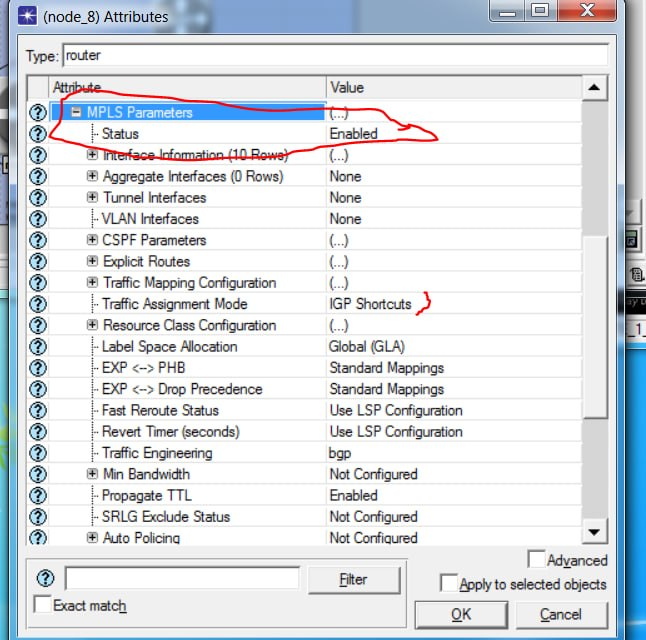 (node_8) Attributes
Type: router
Attribute Value
MPLS Parameters (...)
Status Enabled
Interface Information (10 Rows) (...)
Aggregate Interfaces (0 Rows) None
Tunnel Interfaces None
VLAN Interfaces None
CSPF Parameters (...)
Explicit Routes (...)
Traffic Mapping Configuration (...)
Traffic Assignment Mode IGP Shortcuts
Resource Class Configuration (...)
Label Space Allocation Global (GLA)
EXP <--> PHB Standard Mappings
EXP <--> Drop Precedence Standard Mappings
Fast Reroute Status Use LSP Configuration
Revert Timer (seconds) Use LSP Configuration
Traffic Engineering bgp
Min Bandwidth Not Configured
Propagate TTL Enabled
SRLG Exclude Status Not Configured
Auto Policing Not Configured
Advanced
Filter
Apply to selected objects
Exact match
OK Cancel